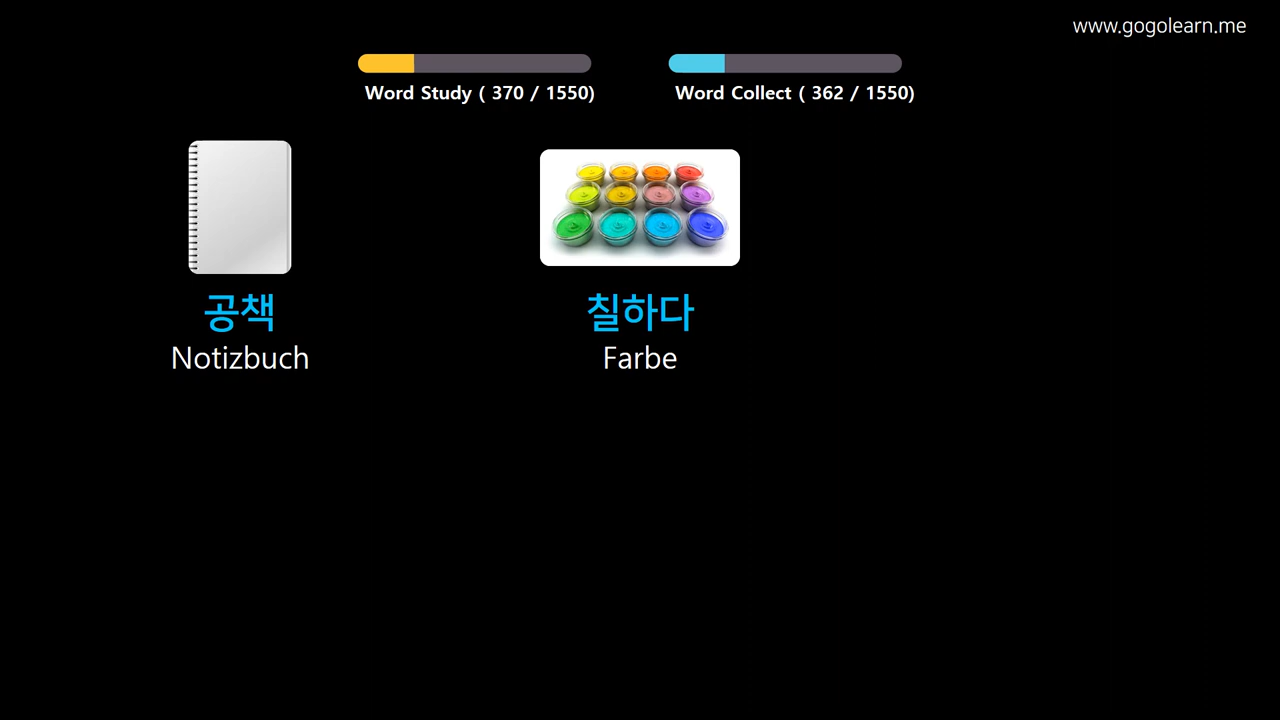 www.gogolearn.me
Word Study ( 370 / 1550)
Word Collect ( 362 / 1550)
공책
Notizbuch
칠하다
Farbe